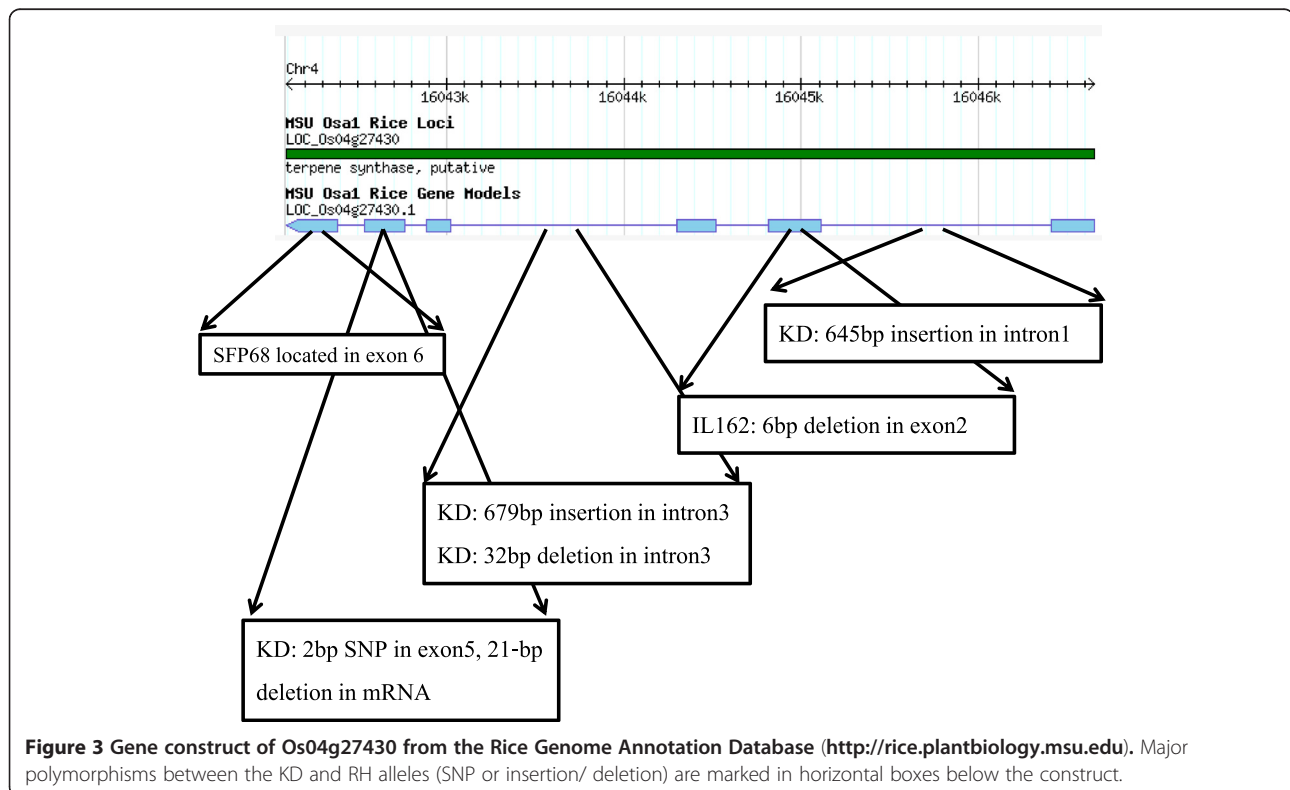 Chr4
16043k 16044k 16045k 16046k
MSU Osa1 Rice Loci
LOC_Os04g27430
terpene synthase, putative
MSU Osa1 Rice Gene Models
LOC_Os04g27430.1
KD: 645bp insertion in intron1
SFP68 located in exon 6
IL162: 6bp deletion in exon2
KD: 679bp insertion in intron3
KD: 32bp deletion in intron3
KD: 2bp SNP in exon5, 21-bp
deletion in mRNA
Figure 3 Gene construct of Os04g27430 from the Rice Genome Annotation Database (http://rice.plantbiology.msu.edu). Major
polymorphisms between the KD and RH alleles (SNP or insertion/ deletion) are marked in horizontal boxes below the construct.